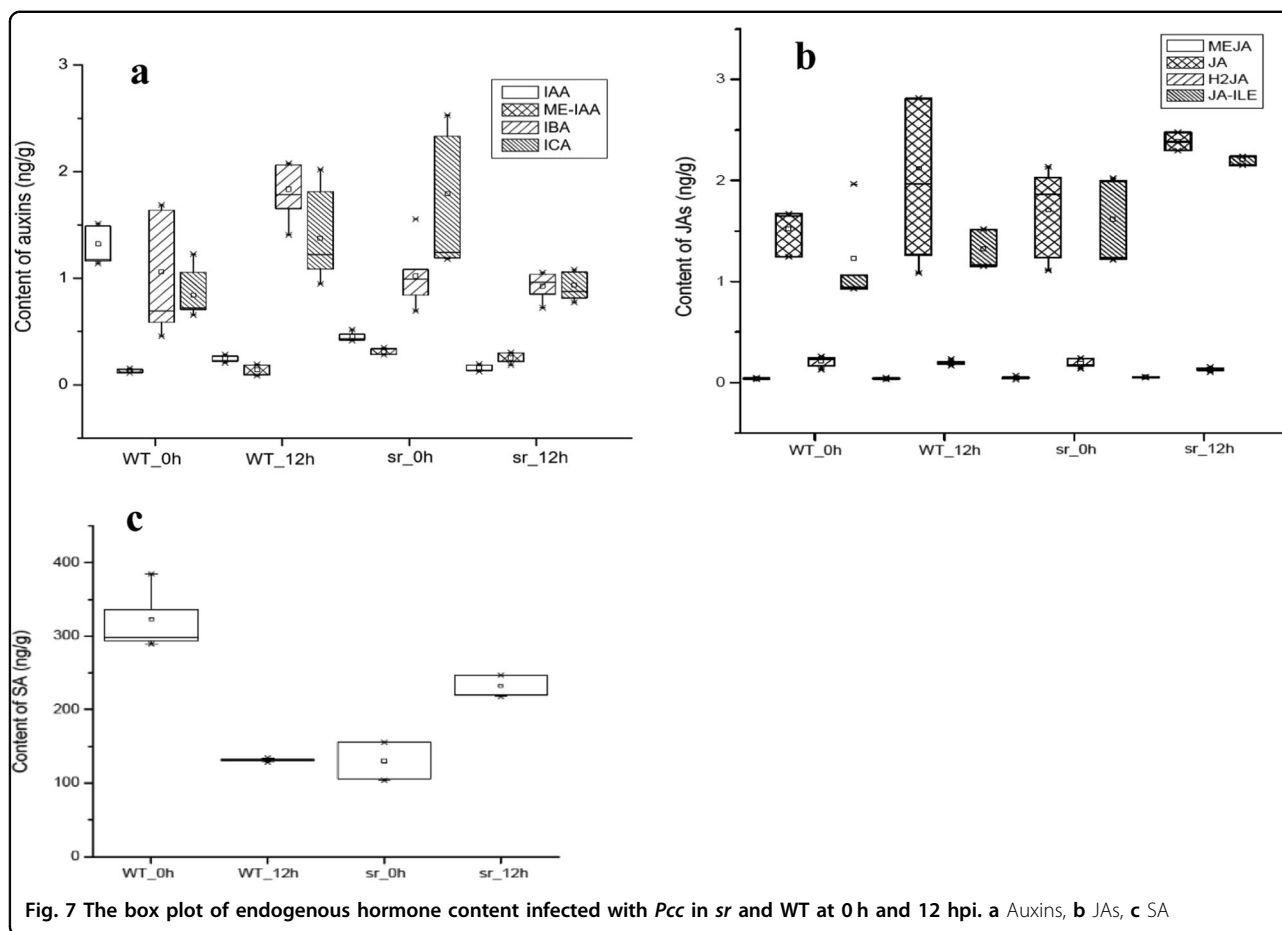 a
IAA
ME-IAA
IBA
ICA
Content of auxins (ng/g)
3
2
1
0
WT_0h WT_12h sr_0h sr_12h
b
MEJA
JA
H2JA
JA-ILE
Content of JAs (ng/g)
3
2
1
0
WT_0h WT_12h sr_0h sr_12h
c
Content of SA (ng/g)
400
300
200
100
0
WT_0h WT_12h sr_0h sr_12h
Fig. 7 The box plot of endogenous hormone content infected with Pcc in sr and WT at 0 h and 12 hpi. a Auxins, b JAs, c SA